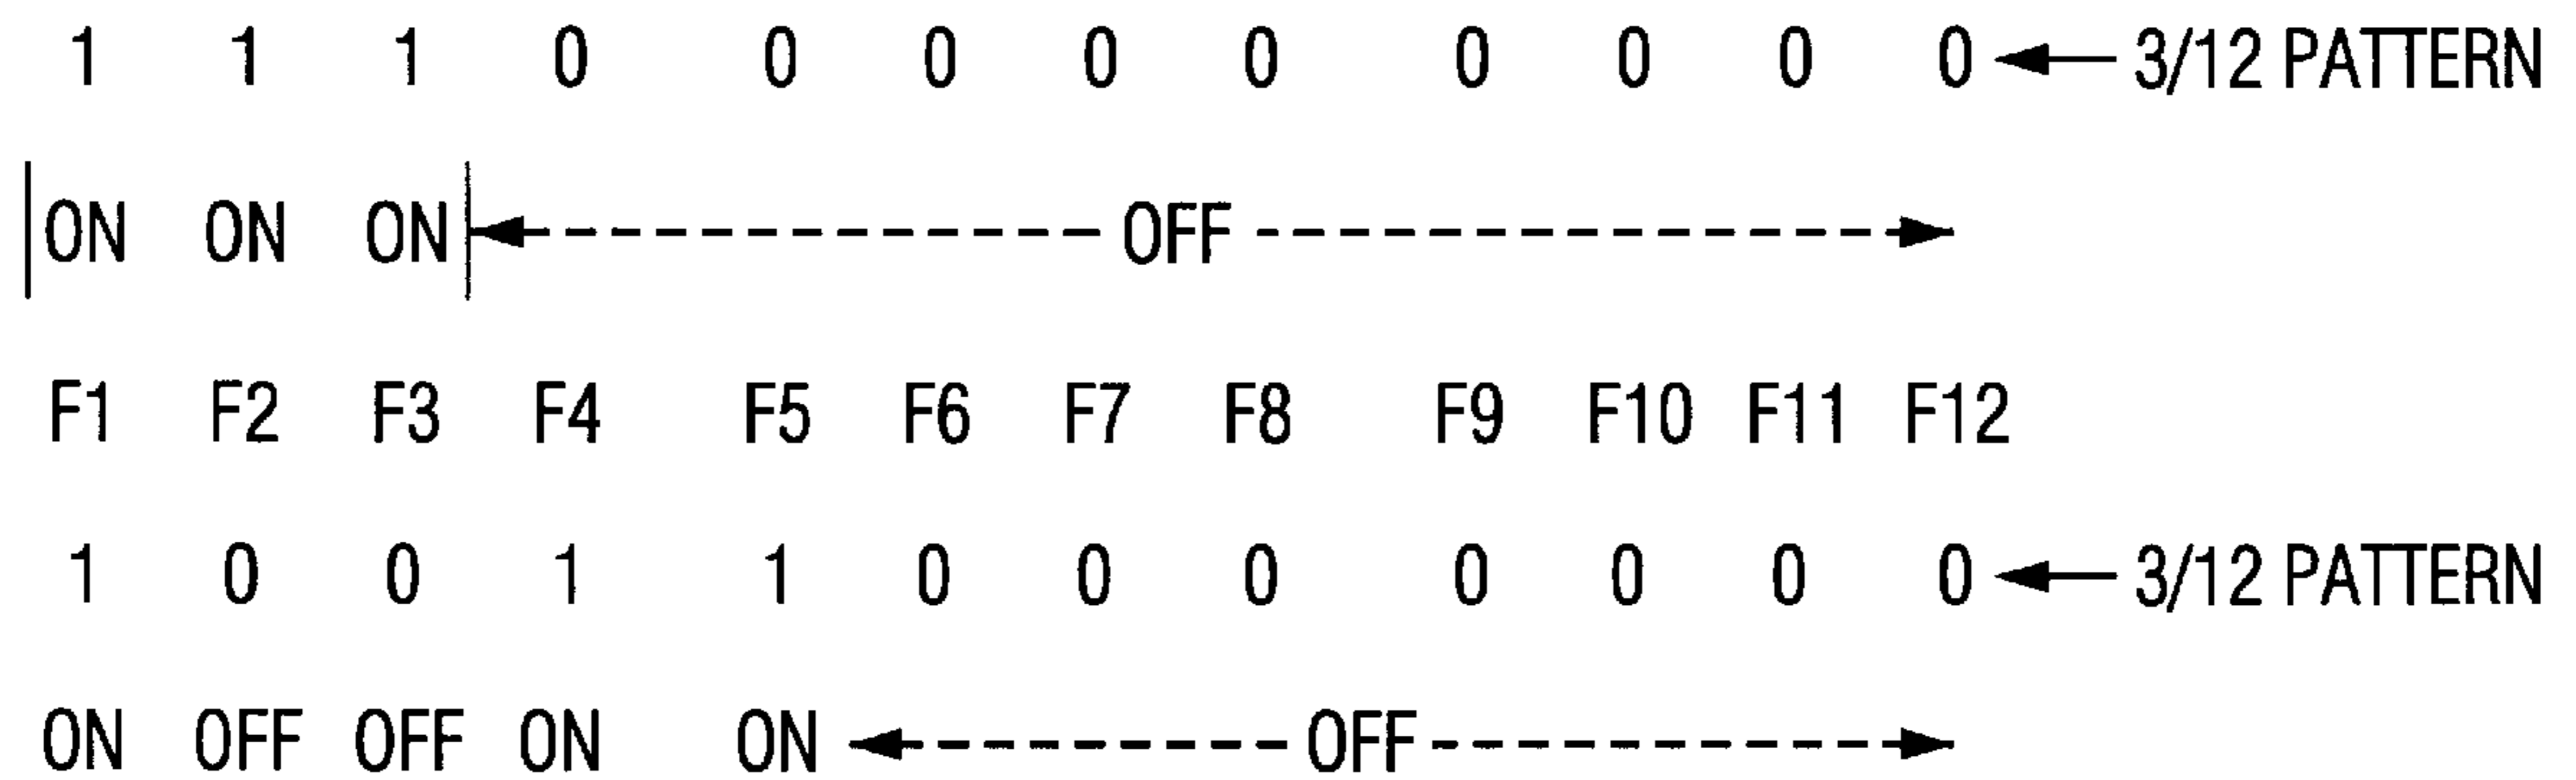 1 1 1 0 0 0 0 0 0 0 0 0 3/12 PATTERN
ON ON ON OFF
F1 F2 F3 F4 F5 F6 F7 F8 F9 F10 F11 F12
1 0 0 1 1 0 0 0 0 0 0 0 3/12 PATTERN
ON OFF OFF ON ON OFF